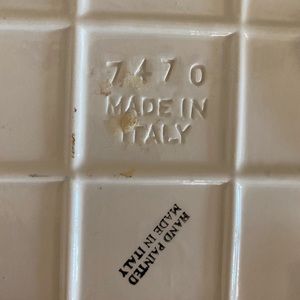 7470
MADE IN
ITALY
HAND PAINTED
MADE IN ITALY